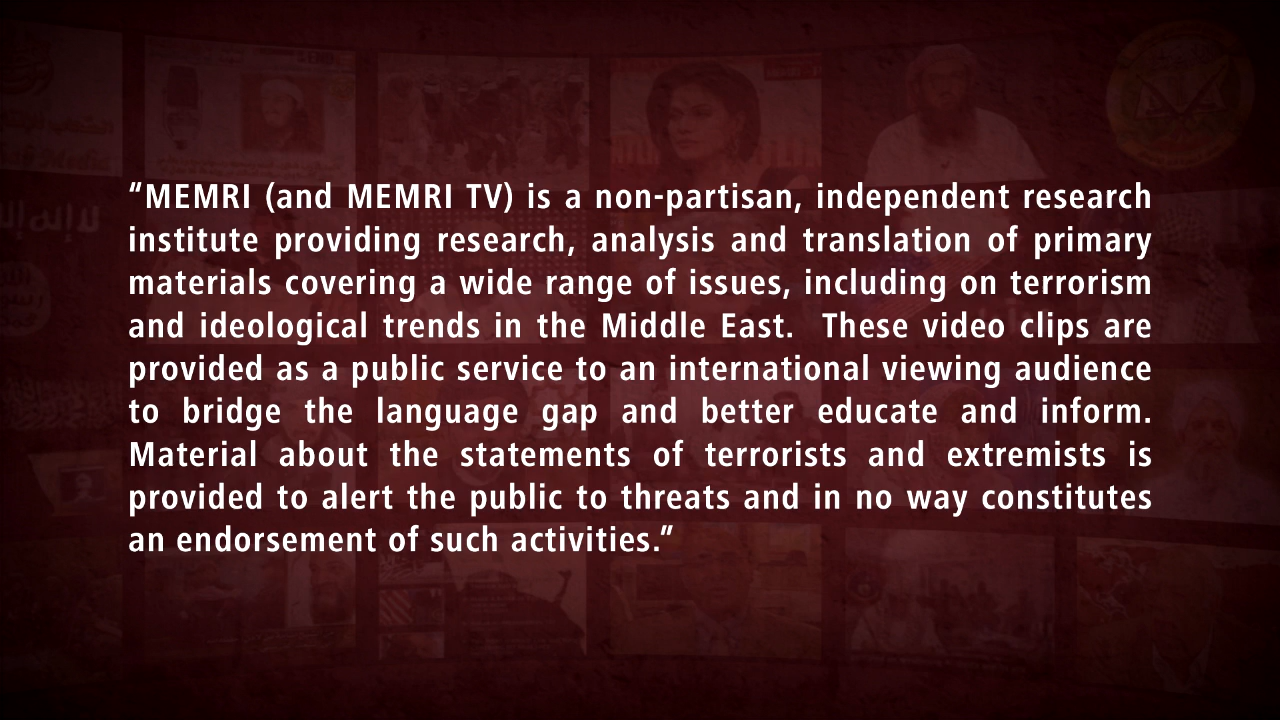 “MEMRI (and MEMRI TV) is a non-partisan, independent research
institute providing research, analysis and translation of primary
materials covering a wide range of issues, including on terrorism
and ideological trends in the Middle East. These video clips are
provided as a public service to an international viewing audience
to bridge the language gap and better educate and inform.
Material about the statements of terrorists and extremists is
provided to alert the public to threats and in no way constitutes
an endorsement of such activities.”